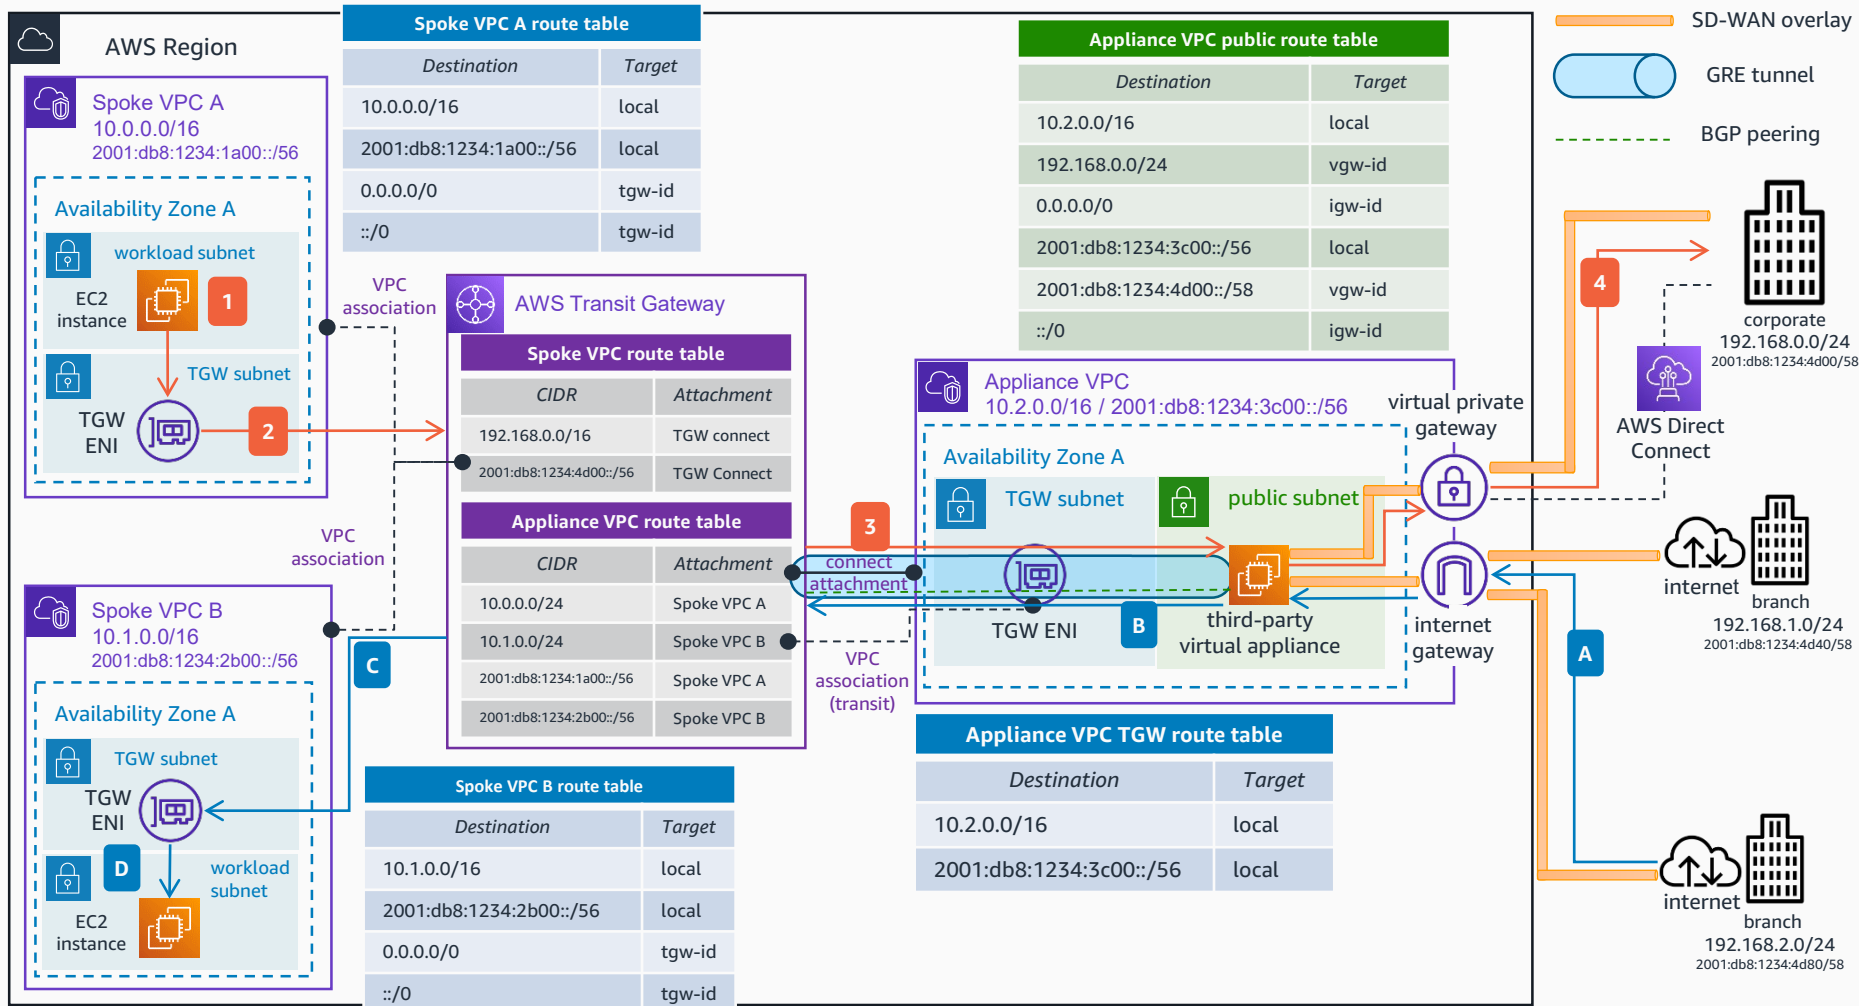 AWS Region
Spoke VPC A
10.0.0.0/16
2001:db8:1234:1a00::/56
Availability Zone A
workload subnet
EC2
instance
1
TGW subnet
TGW
ENI
2
Spoke VPC A route table
Destination Target
10.0.0.0/16 local
2001:db8:1234:1a00::/56 local
0.0.0.0/0 tgw-id
::/0 tgw-id
VPC
association
VPC
association
Spoke VPC B
10.1.0.0/16
2001:db8:1234:2b00::/56
Availability Zone A
TGW subnet
TGW
ENI
D
workload
subnet
EC2
instance
C
AWS Transit Gateway
Spoke VPC route table
CIDR Attachment
192.168.0.0/16 TGW connect
2001:db8:1234:4d00::/56 TGW Connect
Appliance VPC route table
CIDR Attachment
10.0.0.0/24 Spoke VPC A
10.1.0.0/24 Spoke VPC B
2001:db8:1234:1a00::/56 Spoke VPC A
2001:db8:1234:2b00::/56 Spoke VPC B
Spoke VPC B route table
Destination Target
10.1.0.0/16 local
2001:db8:1234:2b00::/56 local
0.0.0.0/0 tgw-id
::/0 tgw-id
Appliance VPC public route table
Destination Target
10.2.0.0/16 local
192.168.0.0/24 vgw-id
0.0.0.0/0 igw-id
2001:db8:1234:3c00::/56 local
2001:db8:1234:4d00::/58 vgw-id
::/0 igw-id
3
connect
attachment
VPC
association
(transit)
Appliance VPC
10.2.0.0/16 / 2001:db8:1234:3c00::/56
Availability Zone A
TGW subnet
public subnet
TGW ENI
B
third-party
virtual appliance
virtual private
gateway
internet
gateway
Appliance VPC TGW route table
Destination Target
10.2.0.0/16 local
2001:db8:1234:3c00::/56 local
SD-WAN overlay
GRE tunnel
BGP peering
4
corporate
192.168.0.0/24
2001:db8:1234:4d00/58
AWS Direct
Connect
internet
branch
192.168.1.0/24
2001:db8:1234:4d40/58
A
internet
branch
192.168.2.0/24
2001:db8:1234:4d80/58